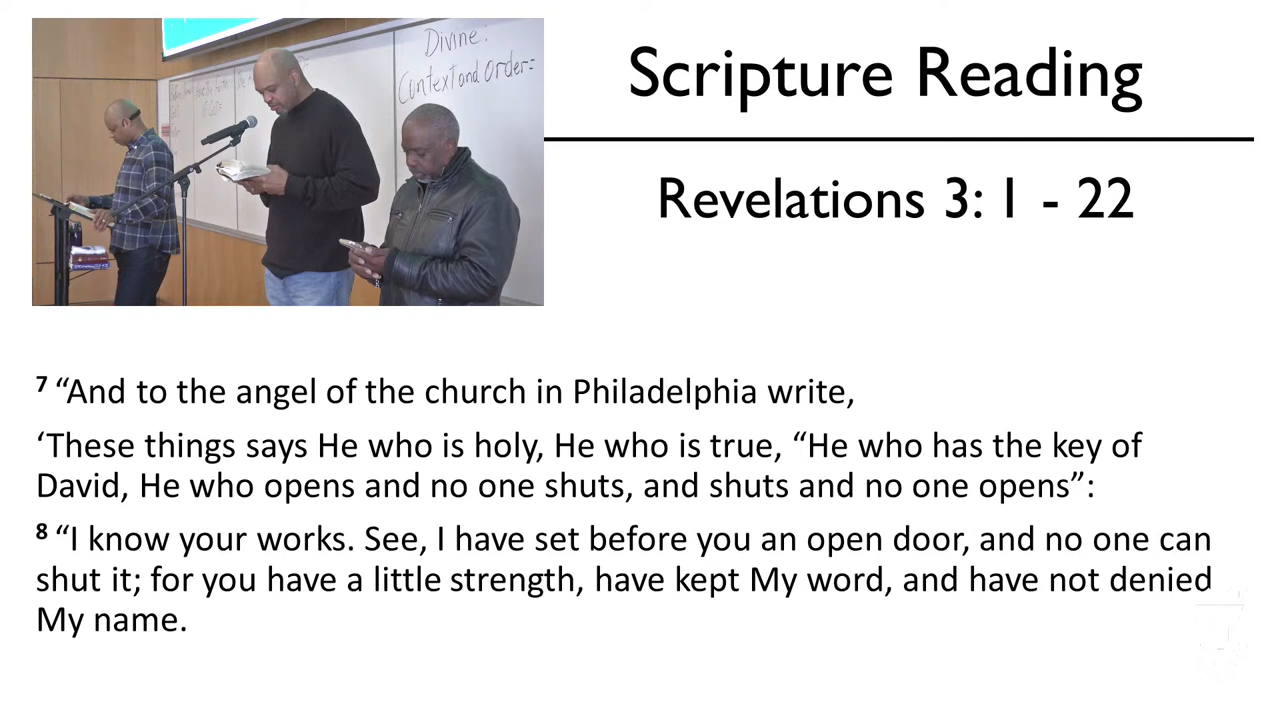 Divine:
Context and Order=
Scripture Reading
Revelations 3: 1 - 22
7 “And to the angel of the church in Philadelphia write,
‘These things says He who is holy, He who is true, “He who has the key of
David, He who opens and no one shuts, and shuts and no one opens”:
8 “I know your works. See, I have set before you an open door, and no one can
shut it; for you have a little strength, have kept My word, and have not denied
My name.